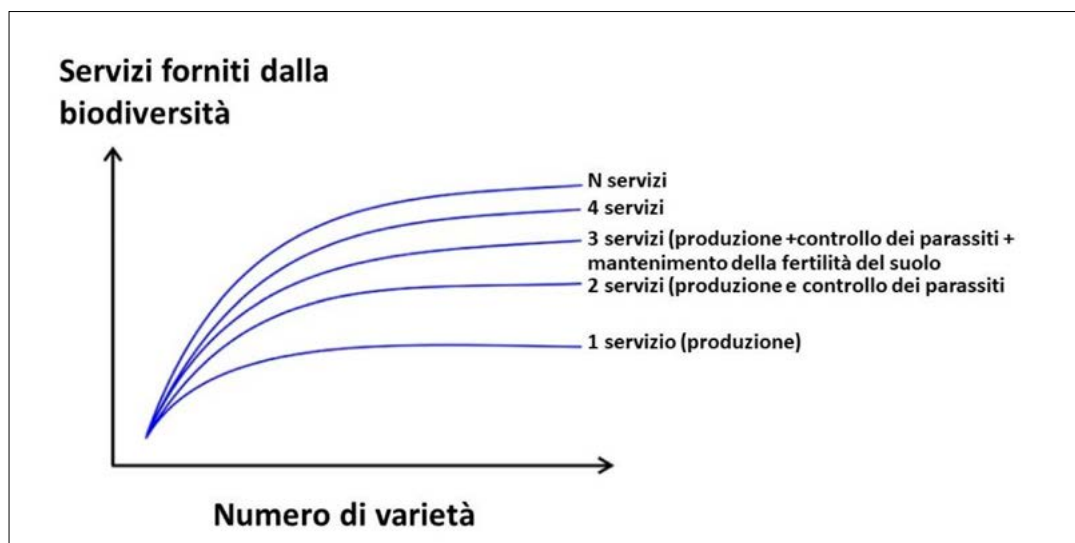 Servizi forniti dalla
biodiversità
N servizi
4 servizi
3 servizi (produzione +controllo dei parassiti +
mantenimento della fertilità del suolo
2 servizi (produzione e controllo dei parassiti
1 servizio (produzione)
Numero di varietà